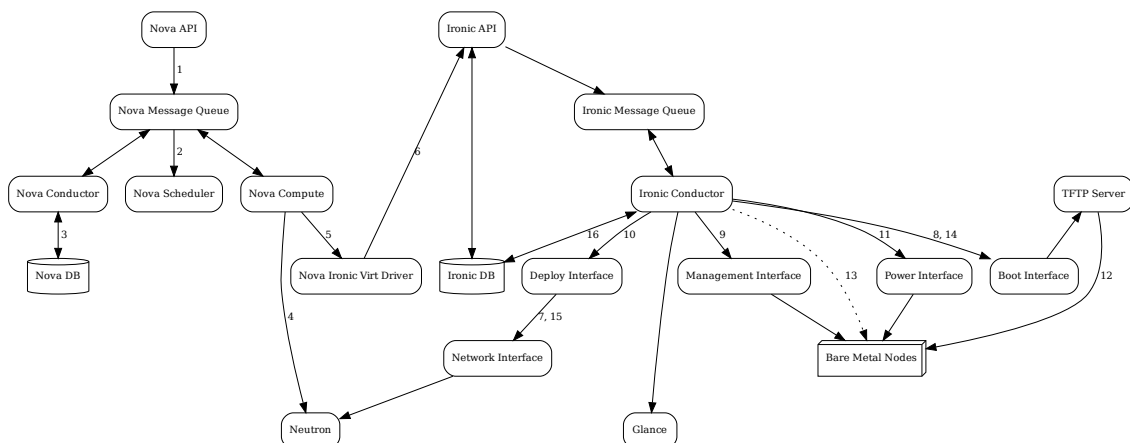 Nova API
Ironic API
1
Nova Message Queue
Ironic Message Queue
2
6
Nova Conductor
Nova Scheduler
Nova Compute
Ironic Conductor
TFTP Server
3
5
16
10
9
11
8, 14
Nova DB
Nova Ironic Virt Driver
Ironic DB
Deploy Interface
Management Interface
13
Power Interface
Boot Interface
12
4
7, 15
Network Interface
Bare Metal Nodes
Neutron
Glance